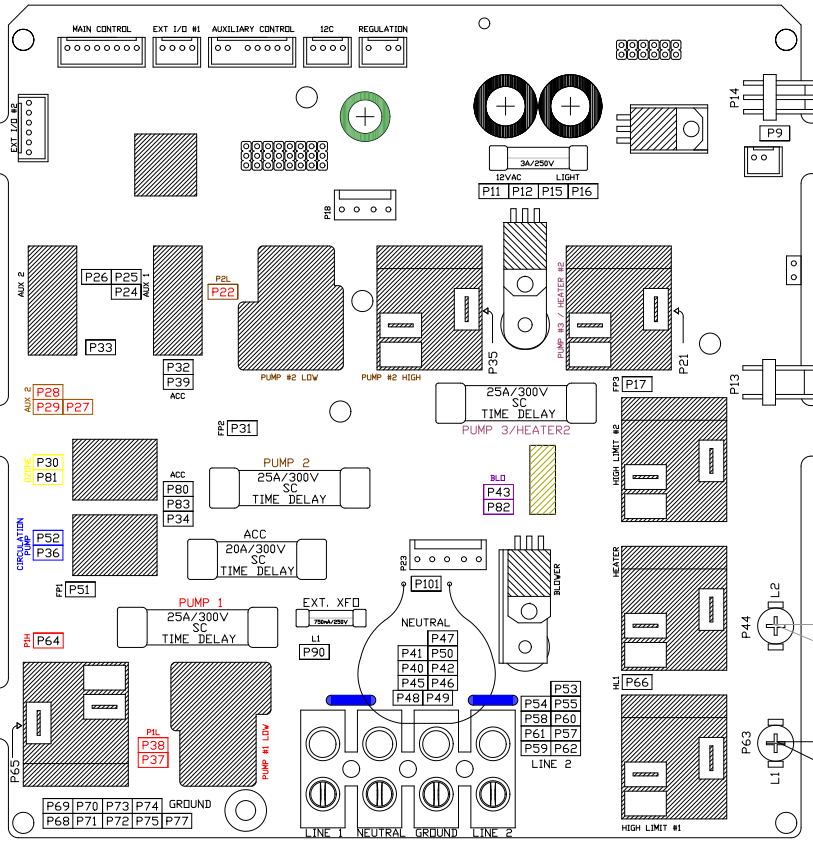 MAIN CONTROL
EXT I/O #1
AUXILIARY CONTROL
12C
REGULATION
EXT I/O #2
P14
P9
3A/250V
12VAC
LIGHT
P11 P12 P15 P16
P18
AUX 2
P26 P25
P24
AUX 1
P2L
P22
PUMP #3 / HEATER #2
P33
P35
P21
P32
P39
ACC
PUMP #2 LOW
PUMP #2 HIGH
FP3 P17
P13
AUX 2
P28
P29 P27
25A/300V
SC
TIME DELAY
PUMP 3/HEATER2
FP2 P31
HIGH LIMIT #2
OZONE
P30
P81
PUMP 2
25A/300V
SC
TIME DELAY
ACC
P80
P83
P34
BLO
P43
P82
CIRCULATION
PUMP
P52
P36
ACC
20A/300V
SC
TIME DELAY
P23
BLOWER
HEATER
FP1 P51
P101
L2
PUMP 1
25A/300V
SC
TIME DELAY
EXT. XFO
750mA/250V
NEUTRAL
P44
P1H P64
L1
P90
P47
P41 P50
P40 P42
P45 P46
P48 P49
HL1 P66
P53
P54 P55
P58 P60
P61 P57
P59 P62
LINE 2
P65
P1L
P38
P37
PUMP #1 LOW
P63
L1
P69 P70 P73 P74 GROUND
P68 P71 P72 P75 P77
LINE 1 NEUTRAL GROUND LINE 2
HIGH LIMIT #1